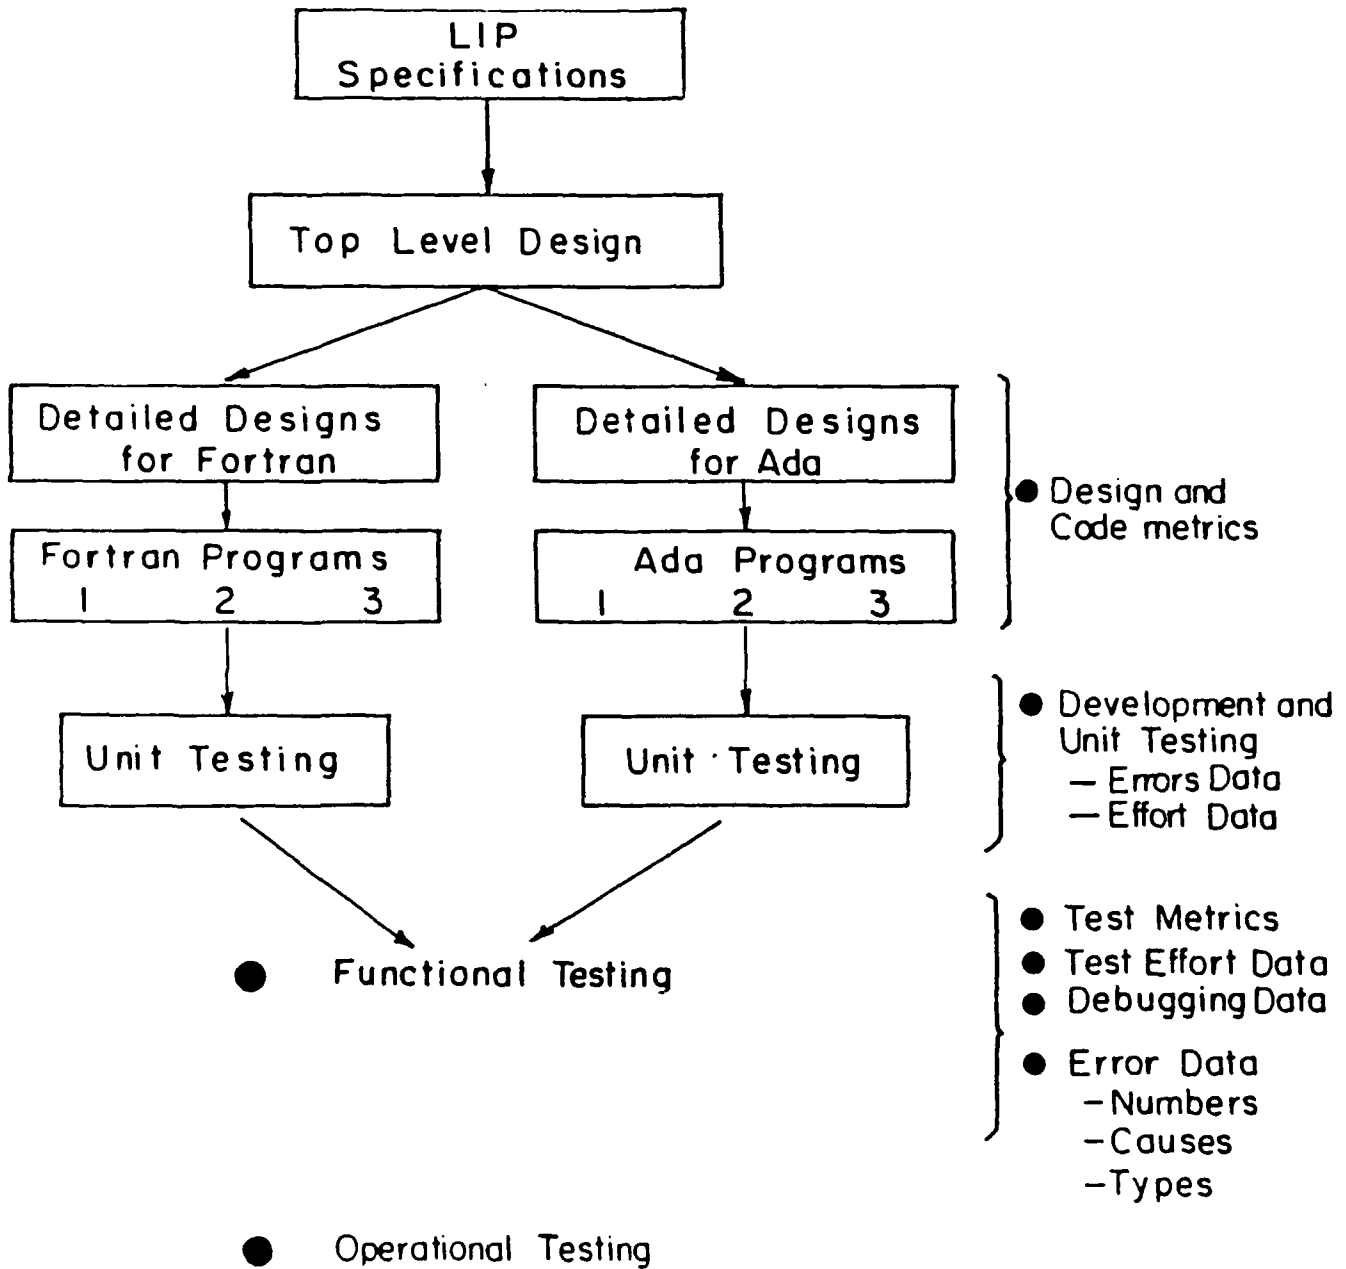 LIP
Specifications
Top Level Design
Detailed Designs
for Fortran
Detailed Designs
for Ada
● Design and
Code metrics
Fortran Programs
1 2 3
Ada Programs
1 2 3
Unit Testing
Unit Testing
● Development and
Unit Testing
— Errors Data
— Effort Data
● Functional Testing
● Test Metrics
● Test Effort Data
● Debugging Data
● Error Data
– Numbers
– Causes
– Types
● Operational Testing